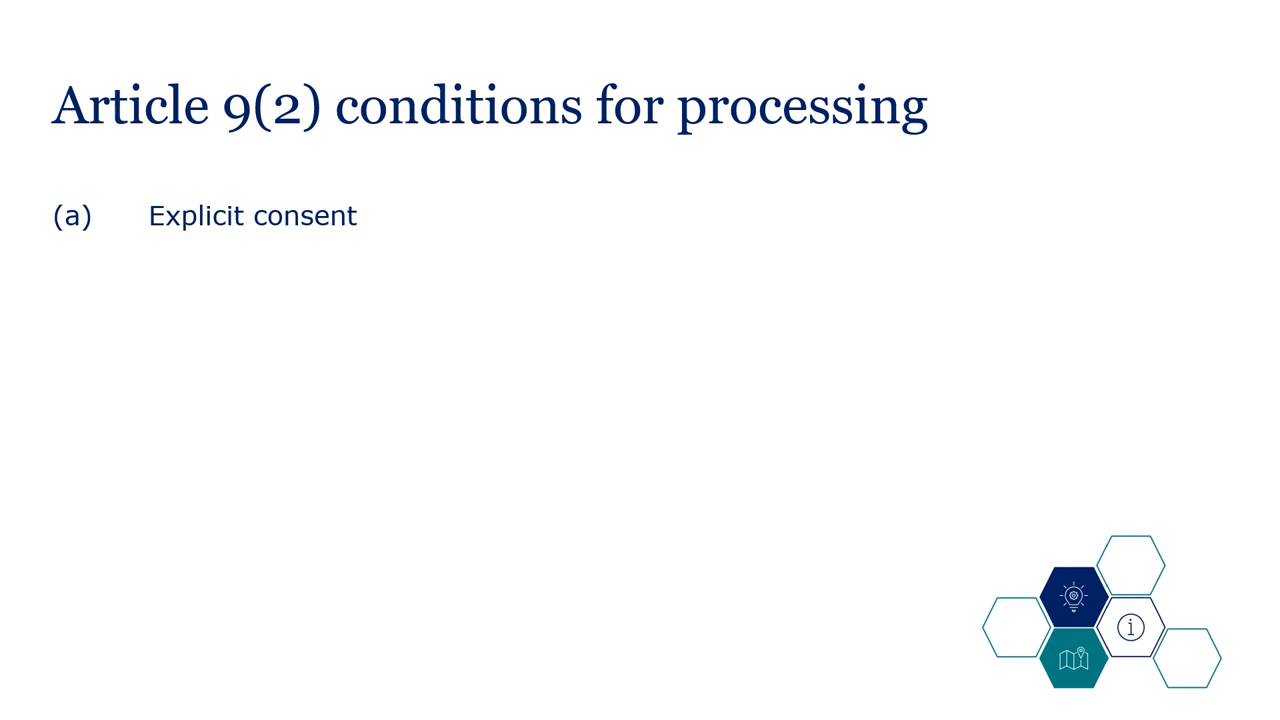 Article 9(2) conditions for processing
(a) Explicit consent